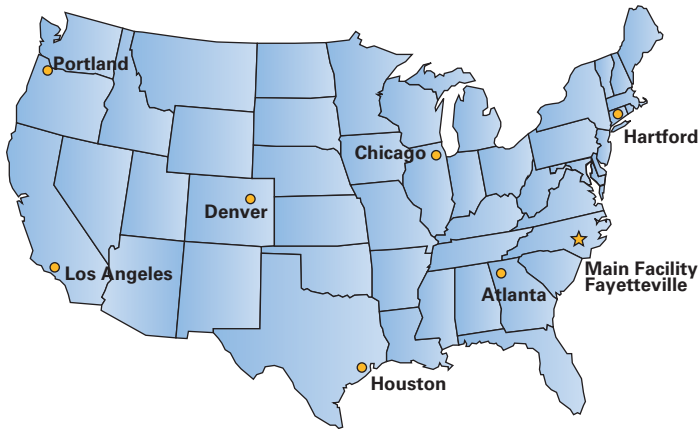 Portland
Hartford
Chicago
Denver
Los Angeles
Main Facility
Fayetteville
Atlanta
Houston